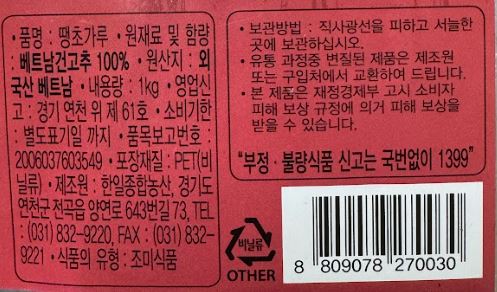 • 품명 : 땡초가루 • 원재료 및 함량
: 베트남건고추 100% • 원산지 : 외
국산 베트남 • 내용량 : 1kg • 영업신
고 : 경기 연천 위 제 61호 • 소비기한
: 별도표기일 까지 • 품목보고번호 :
2006037603549 • 포장재질 : PET(비
닐류) • 제조원 : 한일종합농산, 경기도
연천군 전곡읍 양연로 643번길 73, TEL
: (031) 832-9220, FAX : (031) 832-
9221 • 식품의 유형 : 조미식품
• 보관방법 : 직사광선을 피하고 서늘한
곳에 보관하십시오.
• 유통 과정중 변질된 제품은 제조원
또는 구입처에서 교환하여 드립니다.
• 본 제품은 재정경제부 고시 소비자
피해 보상 규정에 의거 피해 보상을
받을 수 있습니다.
"부정 · 불량식품 신고는 국번없이 1399"
비닐류
OTHER
8 809078 270030